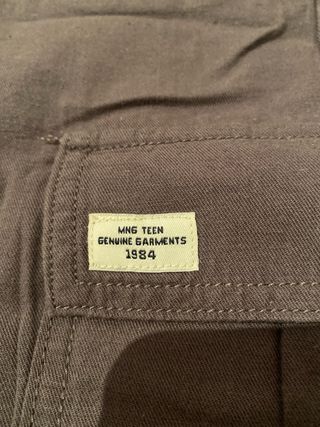 MNG TEEN
GENUINE GARMENTS
1984